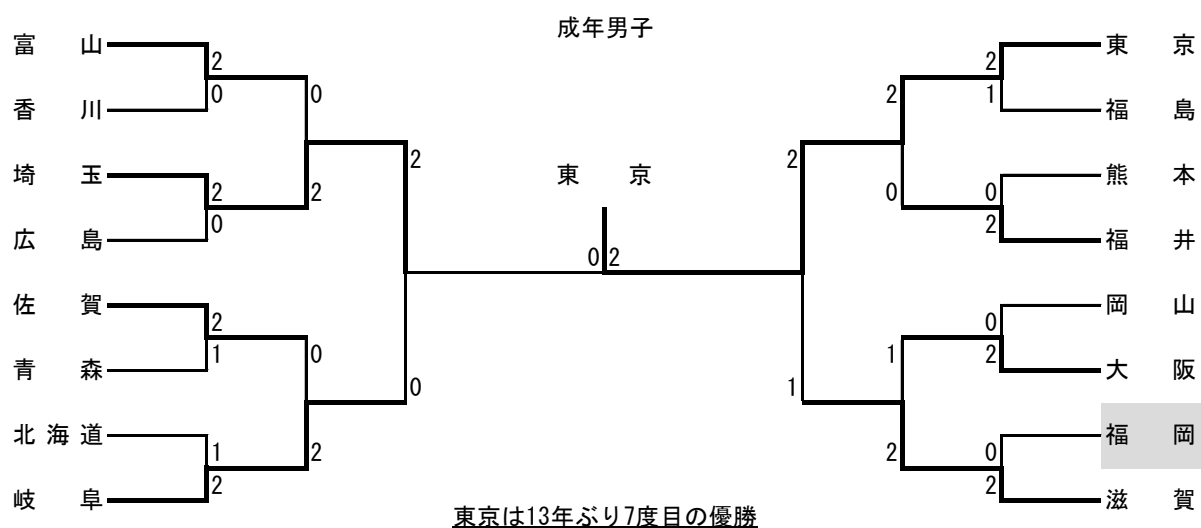 成年男子
富山 東京
2 2
0 0 2 1
香川 福島
2 2
埼玉 東京 熊本
2 2 0 0
0 2
広島 福井
0 2
佐賀 岡山
2 0
1 0 1 2
青森 大阪
0 1
北海道 福岡
1 2 2 0
2 2
岐阜 滋賀
東京は13年ぶり7度目の優勝